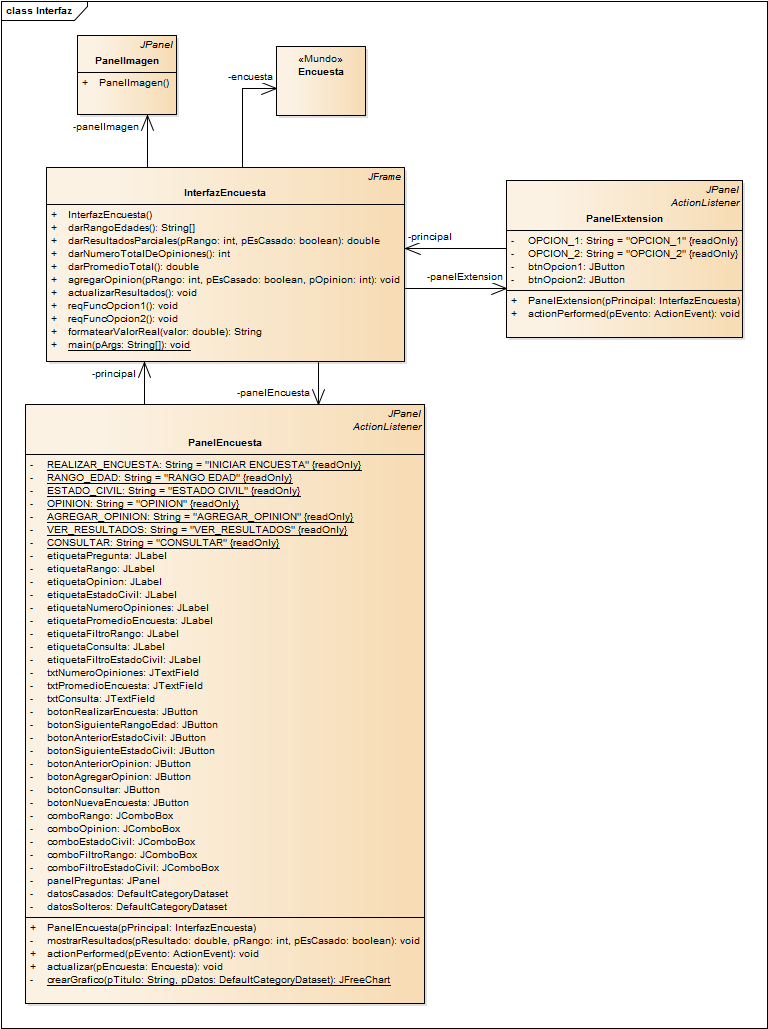 class Interfaz
JPanel
PanelImagen
+ PanelImagen()
«Mundo»
Encuesta
-encuesta
-panelImagen
JFrame
InterfazEncuesta
+ InterfazEncuesta()
+ darRangoEdades(): String[]
+ darResultadosParciales(pRango: int, pEsCasado: boolean): double
+ darNumeroTotalDeOpiniones(): int
+ darPromedioTotal(): double
+ agregarOpinion(pRango: int, pEsCasado: boolean, pOpinion: int): void
+ actualizarResultados(): void
+ reqFuncOpcion1(): void
+ reqFuncOpcion2(): void
+ formatearValorReal(valor: double): String
+ main(pArgs: String[]): void
-principal
-panelExtension
JPanel
ActionListener
PanelExtension
- OPCION_1: String = "OPCION_1" {readOnly}
- OPCION_2: String = "OPCION_2" {readOnly}
- btnOpcion1: JButton
- btnOpcion2: JButton
+ PanelExtension(pPrincipal: InterfazEncuesta)
+ actionPerformed(pEvento: ActionEvent): void
-principal
-panelEncuesta
JPanel
ActionListener
PanelEncuesta
- REALIZAR_ENCUESTA: String = "INICIAR ENCUESTA" {readOnly}
- RANGO_EDAD: String = "RANGO EDAD" {readOnly}
- ESTADO_CIVIL: String = "ESTADO CIVIL" {readOnly}
- OPINION: String = "OPINION" {readOnly}
- AGREGAR_OPINION: String = "AGREGAR_OPINION" {readOnly}
- VER_RESULTADOS: String = "VER_RESULTADOS" {readOnly}
- CONSULTAR: String = "CONSULTAR" {readOnly}
- etiquetaPregunta: JLabel
- etiquetaRango: JLabel
- etiquetaOpinion: JLabel
- etiquetaEstadoCivil: JLabel
- etiquetaNumeroOpiniones: JLabel
- etiquetaPromedioEncuesta: JLabel
- etiquetaFiltroRango: JLabel
- etiquetaConsulta: JLabel
- etiquetaFiltroEstadoCivil: JLabel
- txtNumeroOpiniones: JTextField
- txtPromedioEncuesta: JTextField
- txtConsulta: JTextField
- botonRealizarEncuesta: JButton
- botonSiguienteRangoEdad: JButton
- botonAnteriorEstadoCivil: JButton
- botonSiguienteEstadoCivil: JButton
- botonAnteriorOpinion: JButton
- botonAgregarOpinion: JButton
- botonConsultar: JButton
- botonNuevaEncuesta: JButton
- comboRango: JComboBox
- comboOpinion: JComboBox
- comboEstadoCivil: JComboBox
- comboFiltroRango: JComboBox
- comboFiltroEstadoCivil: JComboBox
- panelPreguntas: JPanel
- datosCasados: DefaultCategoryDataset
- datosSolteros: DefaultCategoryDataset
+ PanelEncuesta(pPrincipal: InterfazEncuesta)
- mostrarResultados(pResultado: double, pRango: int, pEsCasado: boolean): void
+ actionPerformed(pEvento: ActionEvent): void
+ actualizar(pEncuesta: Encuesta): void
- crearGrafico(pTitulo: String, pDatos: DefaultCategoryDataset): JFreeChart